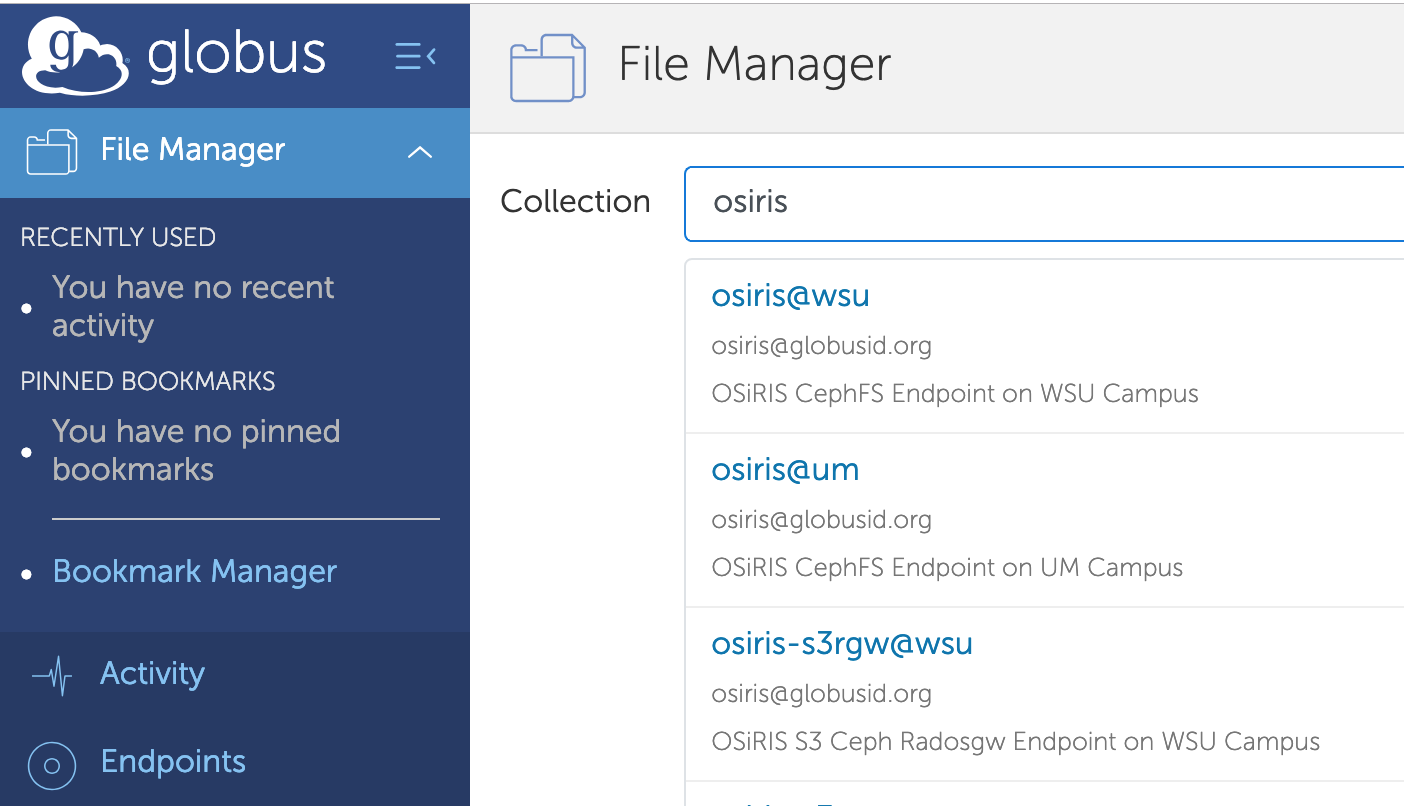 globus
File Manager
File Manager
Collection
osiris
RECENTLY USED
You have no recent
activity
PINNED BOOKMARKS
You have no pinned
bookmarks
Bookmark Manager
Activity
Endpoints
osiris@wsu
osiris@globusid.org
OSiRIS CephFS Endpoint on WSU Campus
osiris@um
osiris@globusid.org
OSiRIS CephFS Endpoint on UM Campus
osiris-s3rgw@wsu
osiris@globusid.org
OSiRIS S3 Ceph Radosgw Endpoint on WSU Campus